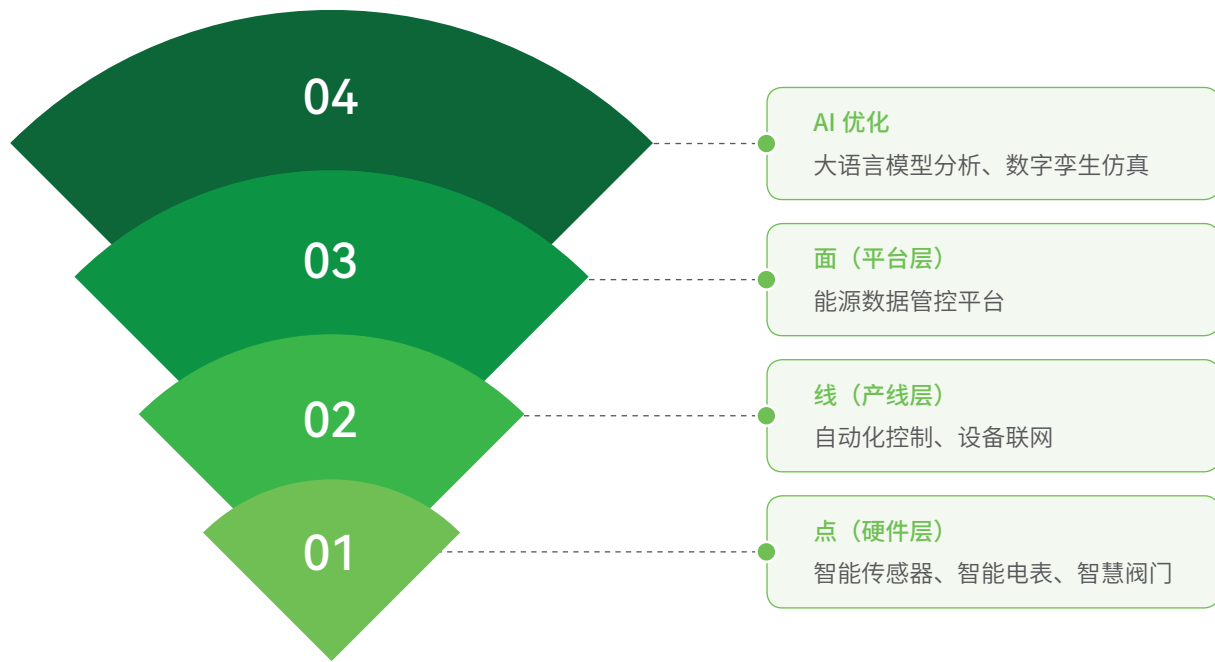 04
AI 优化
大语言模型分析、数字孪生仿真
03
面（平台层）
能源数据管控平台
02
线（产线层）
自动化控制、设备联网
01
点（硬件层）
智能传感器、智能电表、智慧阀门